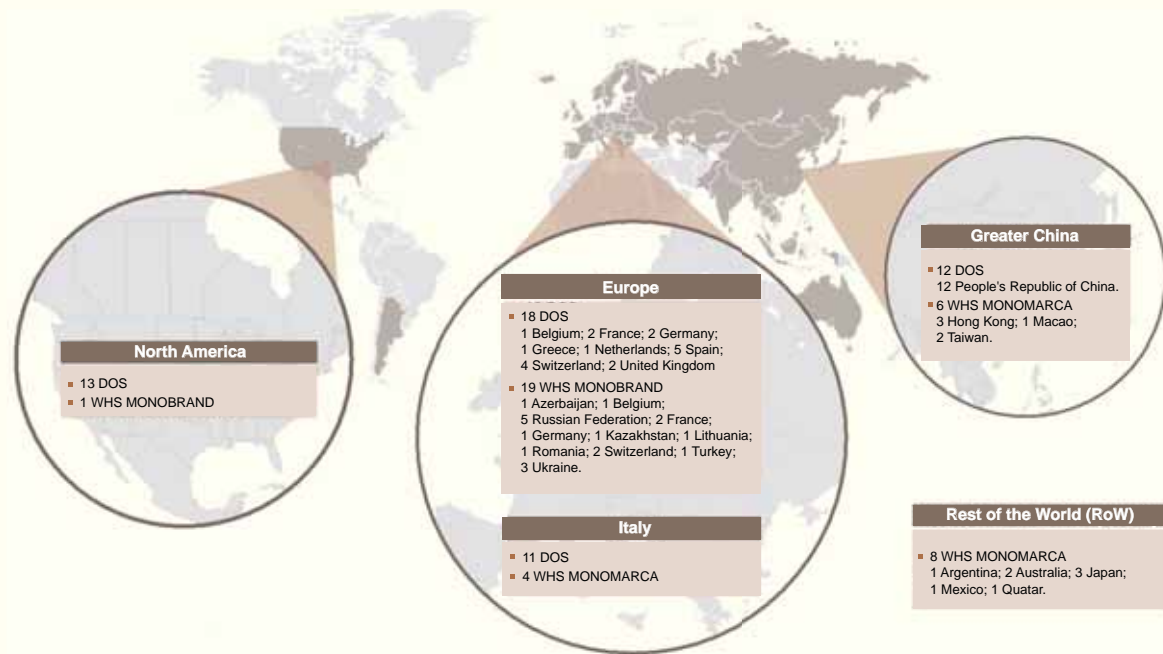 North America
13 DOS
1 WHS MONOBRAND
Europe
18 DOS
1 Belgium; 2 France; 2 Germany;
1 Greece; 1 Netherlands; 5 Spain;
4 Switzerland; 2 United Kingdom
19 WHS MONOBRAND
1 Azerbaijan; 1 Belgium;
5 Russian Federation; 2 France;
1 Germany; 1 Kazakhstan; 1 Lithuania;
1 Romania; 2 Switzerland; 1 Turkey;
3 Ukraine.
Italy
11 DOS
4 WHS MONOMARCA
Greater China
12 DOS
12 People's Republic of China.
6 WHS MONOMARCA
3 Hong Kong; 1 Macao;
2 Taiwan.
Rest of the World (RoW)
8 WHS MONOMARCA
1 Argentina; 2 Australia; 3 Japan;
1 Mexico; 1 Quatar.